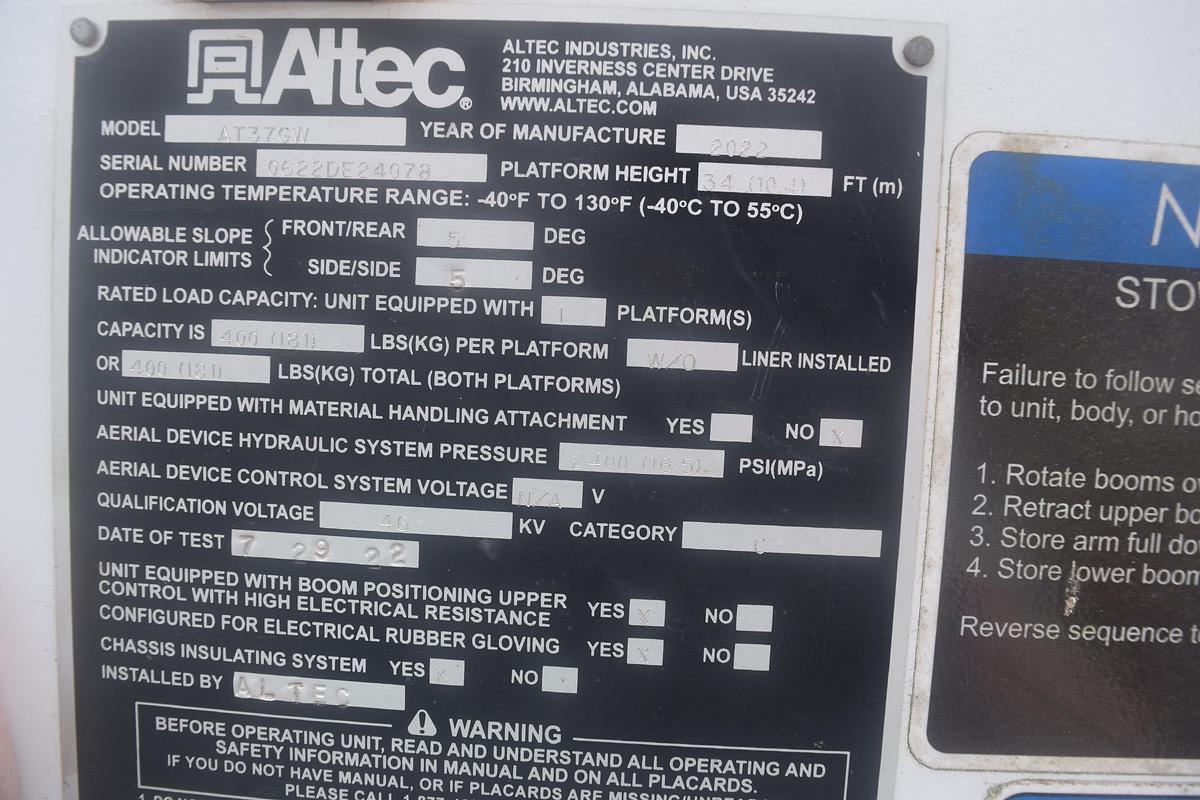 Altec®
ALTEC INDUSTRIES, INC.
210 INVERNESS CENTER DRIVE
BIRMINGHAM, ALABAMA, USA 35242
WWW.ALTEC.COM
MODEL AT37GW YEAR OF MANUFACTURE 2022
SERIAL NUMBER 0622DE24078 PLATFORM HEIGHT 34 (10.4) FT (m)
OPERATING TEMPERATURE RANGE: -40ºF TO 130ºF (-40ºC TO 55ºC)
ALLOWABLE SLOPE INDICATOR LIMITS
FRONT/REAR 5 DEG
SIDE/SIDE 5 DEG
RATED LOAD CAPACITY: UNIT EQUIPPED WITH 1 PLATFORM(S)
CAPACITY IS 400 (181) LBS(KG) PER PLATFORM W/O LINER INSTALLED
OR 400 (181) LBS(KG) TOTAL (BOTH PLATFORMS)
UNIT EQUIPPED WITH MATERIAL HANDLING ATTACHMENT YES NO X
AERIAL DEVICE HYDRAULIC SYSTEM PRESSURE 2400 (16.5) PSI(MPa)
AERIAL DEVICE CONTROL SYSTEM VOLTAGE N/A V
QUALIFICATION VOLTAGE 46 KV CATEGORY C
DATE OF TEST 7 29 22
UNIT EQUIPPED WITH BOOM POSITIONING UPPER
CONTROL WITH HIGH ELECTRICAL RESISTANCE YES X NO
CONFIGURED FOR ELECTRICAL RUBBER GLOVING YES X NO
CHASSIS INSULATING SYSTEM YES X NO
INSTALLED BY ALTEC
WARNING
BEFORE OPERATING UNIT, READ AND UNDERSTAND ALL OPERATING AND
SAFETY INFORMATION IN MANUAL AND ON ALL PLACARDS.
IF YOU DO NOT HAVE MANUAL, OR IF PLACARDS ARE MISSING/
PLEASE CALL
N
STO
Failure to follow
to unit, body, or
1. Rotate booms
2. Retract upper
3. Store arm full
4. Store lower boom
Reverse sequence